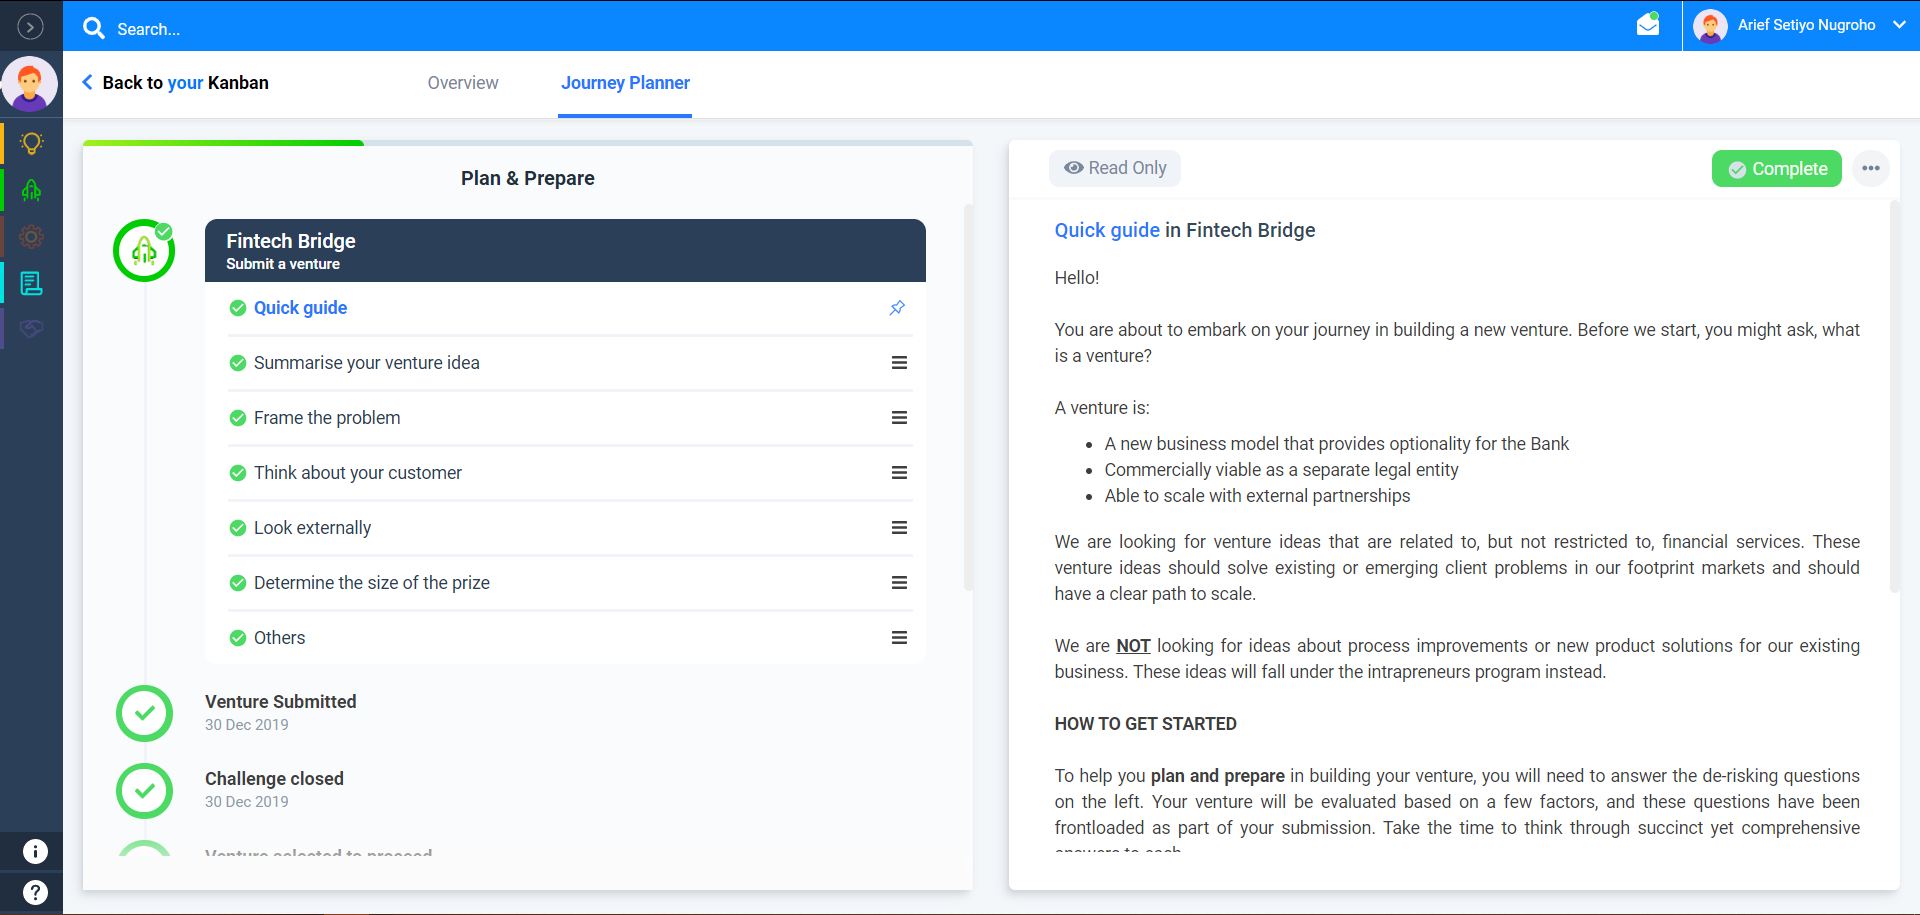 Search...
Arief Setiyo Nugroho
Back to your Kanban
Overview
Journey Planner
Plan & Prepare
Fintech Bridge
Submit a venture
Quick guide
Summarise your venture idea
Frame the problem
Think about your customer
Look externally
Determine the size of the prize
Others
Venture Submitted
30 Dec 2019
Challenge closed
30 Dec 2019
Venture selected to proceed
Read Only
Complete
Quick guide in Fintech Bridge
Hello!
You are about to embark on your journey in building a new venture. Before we start, you might ask, what
is a venture?
A venture is:
• A new business model that provides optionality for the Bank
• Commercially viable as a separate legal entity
• Able to scale with external partnerships
We are looking for venture ideas that are related to, but not restricted to, financial services. These
venture ideas should solve existing or emerging client problems in our footprint markets and should
have a clear path to scale.
We are NOT looking for ideas about process improvements or new product solutions for our existing
business. These ideas will fall under the intrapreneurs program instead.
HOW TO GET STARTED
To help you plan and prepare in building your venture, you will need to answer the de-risking questions
on the left. Your venture will be evaluated based on a few factors, and these questions have been
frontloaded as part of your submission. Take the time to think through succinct yet comprehensive
answers to each